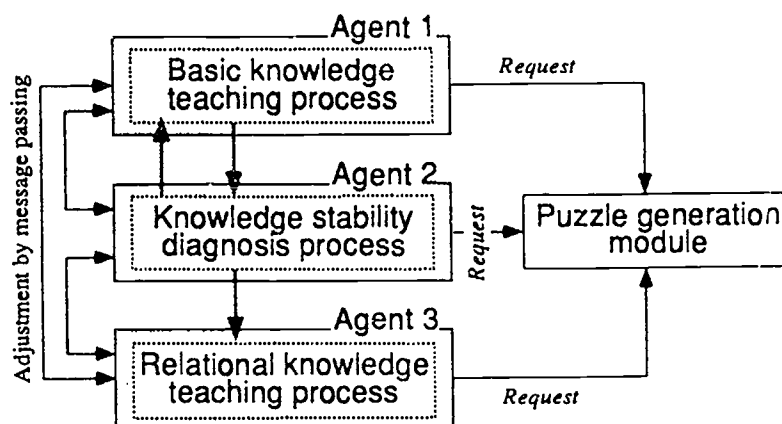 Agent 1
Basic knowledge
teaching process
Request
Adjustment by message passing
Agent 2
Knowledge stability
diagnosis process
Request
Puzzle generation
module
Agent 3
Relational knowledge
teaching process
Request